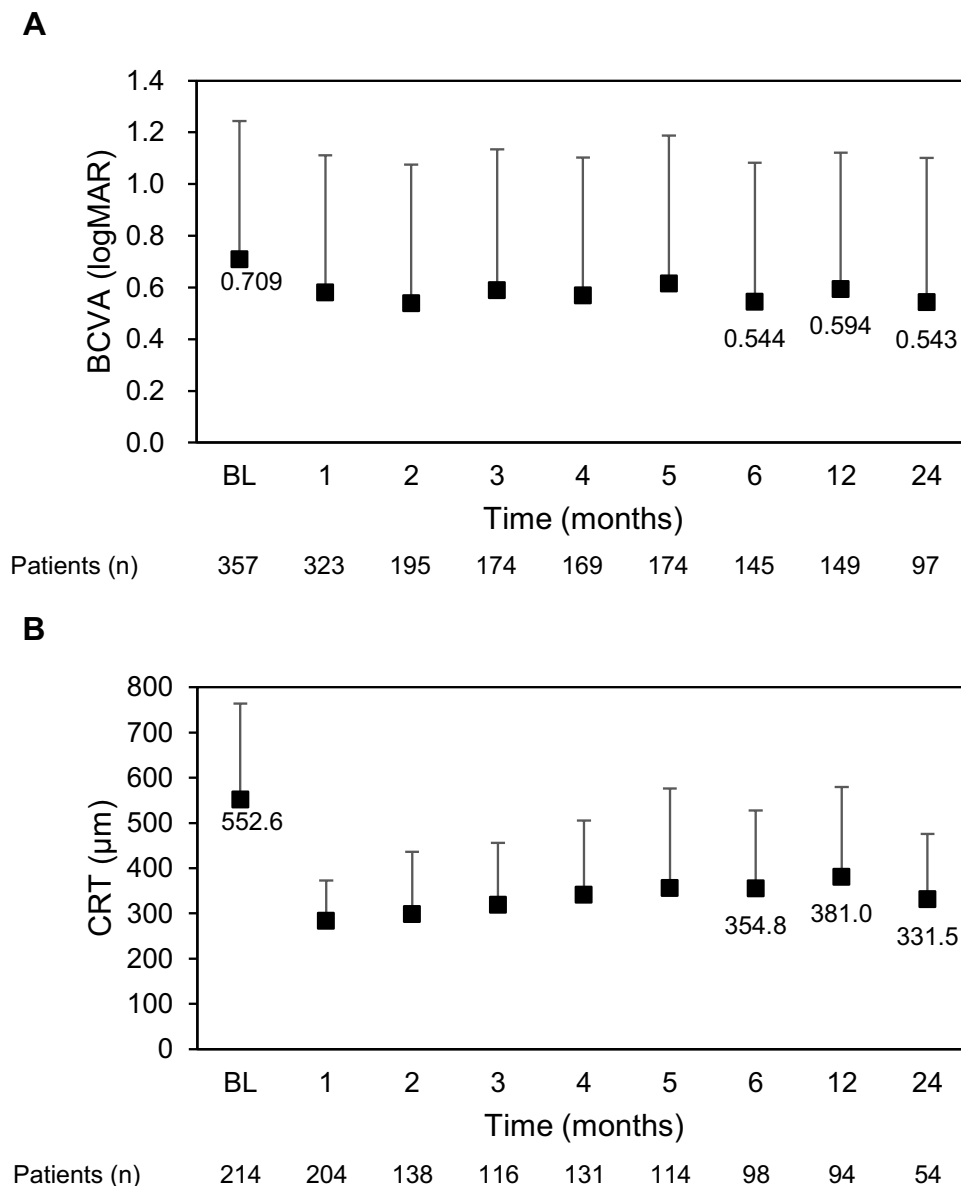 A
1.4
1.2
1.0
0.8
0.6
0.4
0.2
0.0
BCVA (logMAR)
0.709
0.544
0.594
0.543
BL 1 2 3 4 5 6 12 24
Time (months)
Patients (n) 357 323 195 174 169 174 145 149 97
B
800
700
600
500
400
300
200
100
0
CRT (µm)
552.6
354.8
381.0
331.5
BL 1 2 3 4 5 6 12 24
Time (months)
Patients (n) 214 204 138 116 131 114 98 94 54